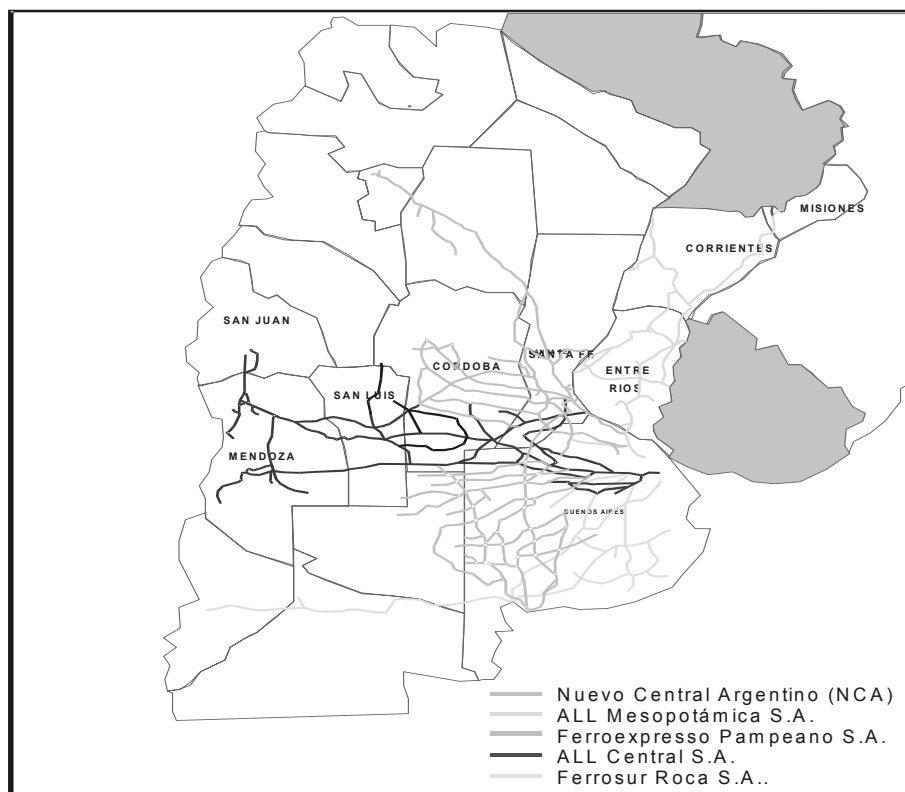 MISIONES
CORRIENTES
SAN JUAN
SANTA FE
CORDOBA
ENTRE
RIOS
SAN LUIS
MENDOZA
BUENOS AIRES
Nuevo Central Argentino (NCA)
ALL Mesopotámica S.A.
Ferroexpresso Pampeano S.A.
ALL Central S.A.
Ferrosur Roca S.A..